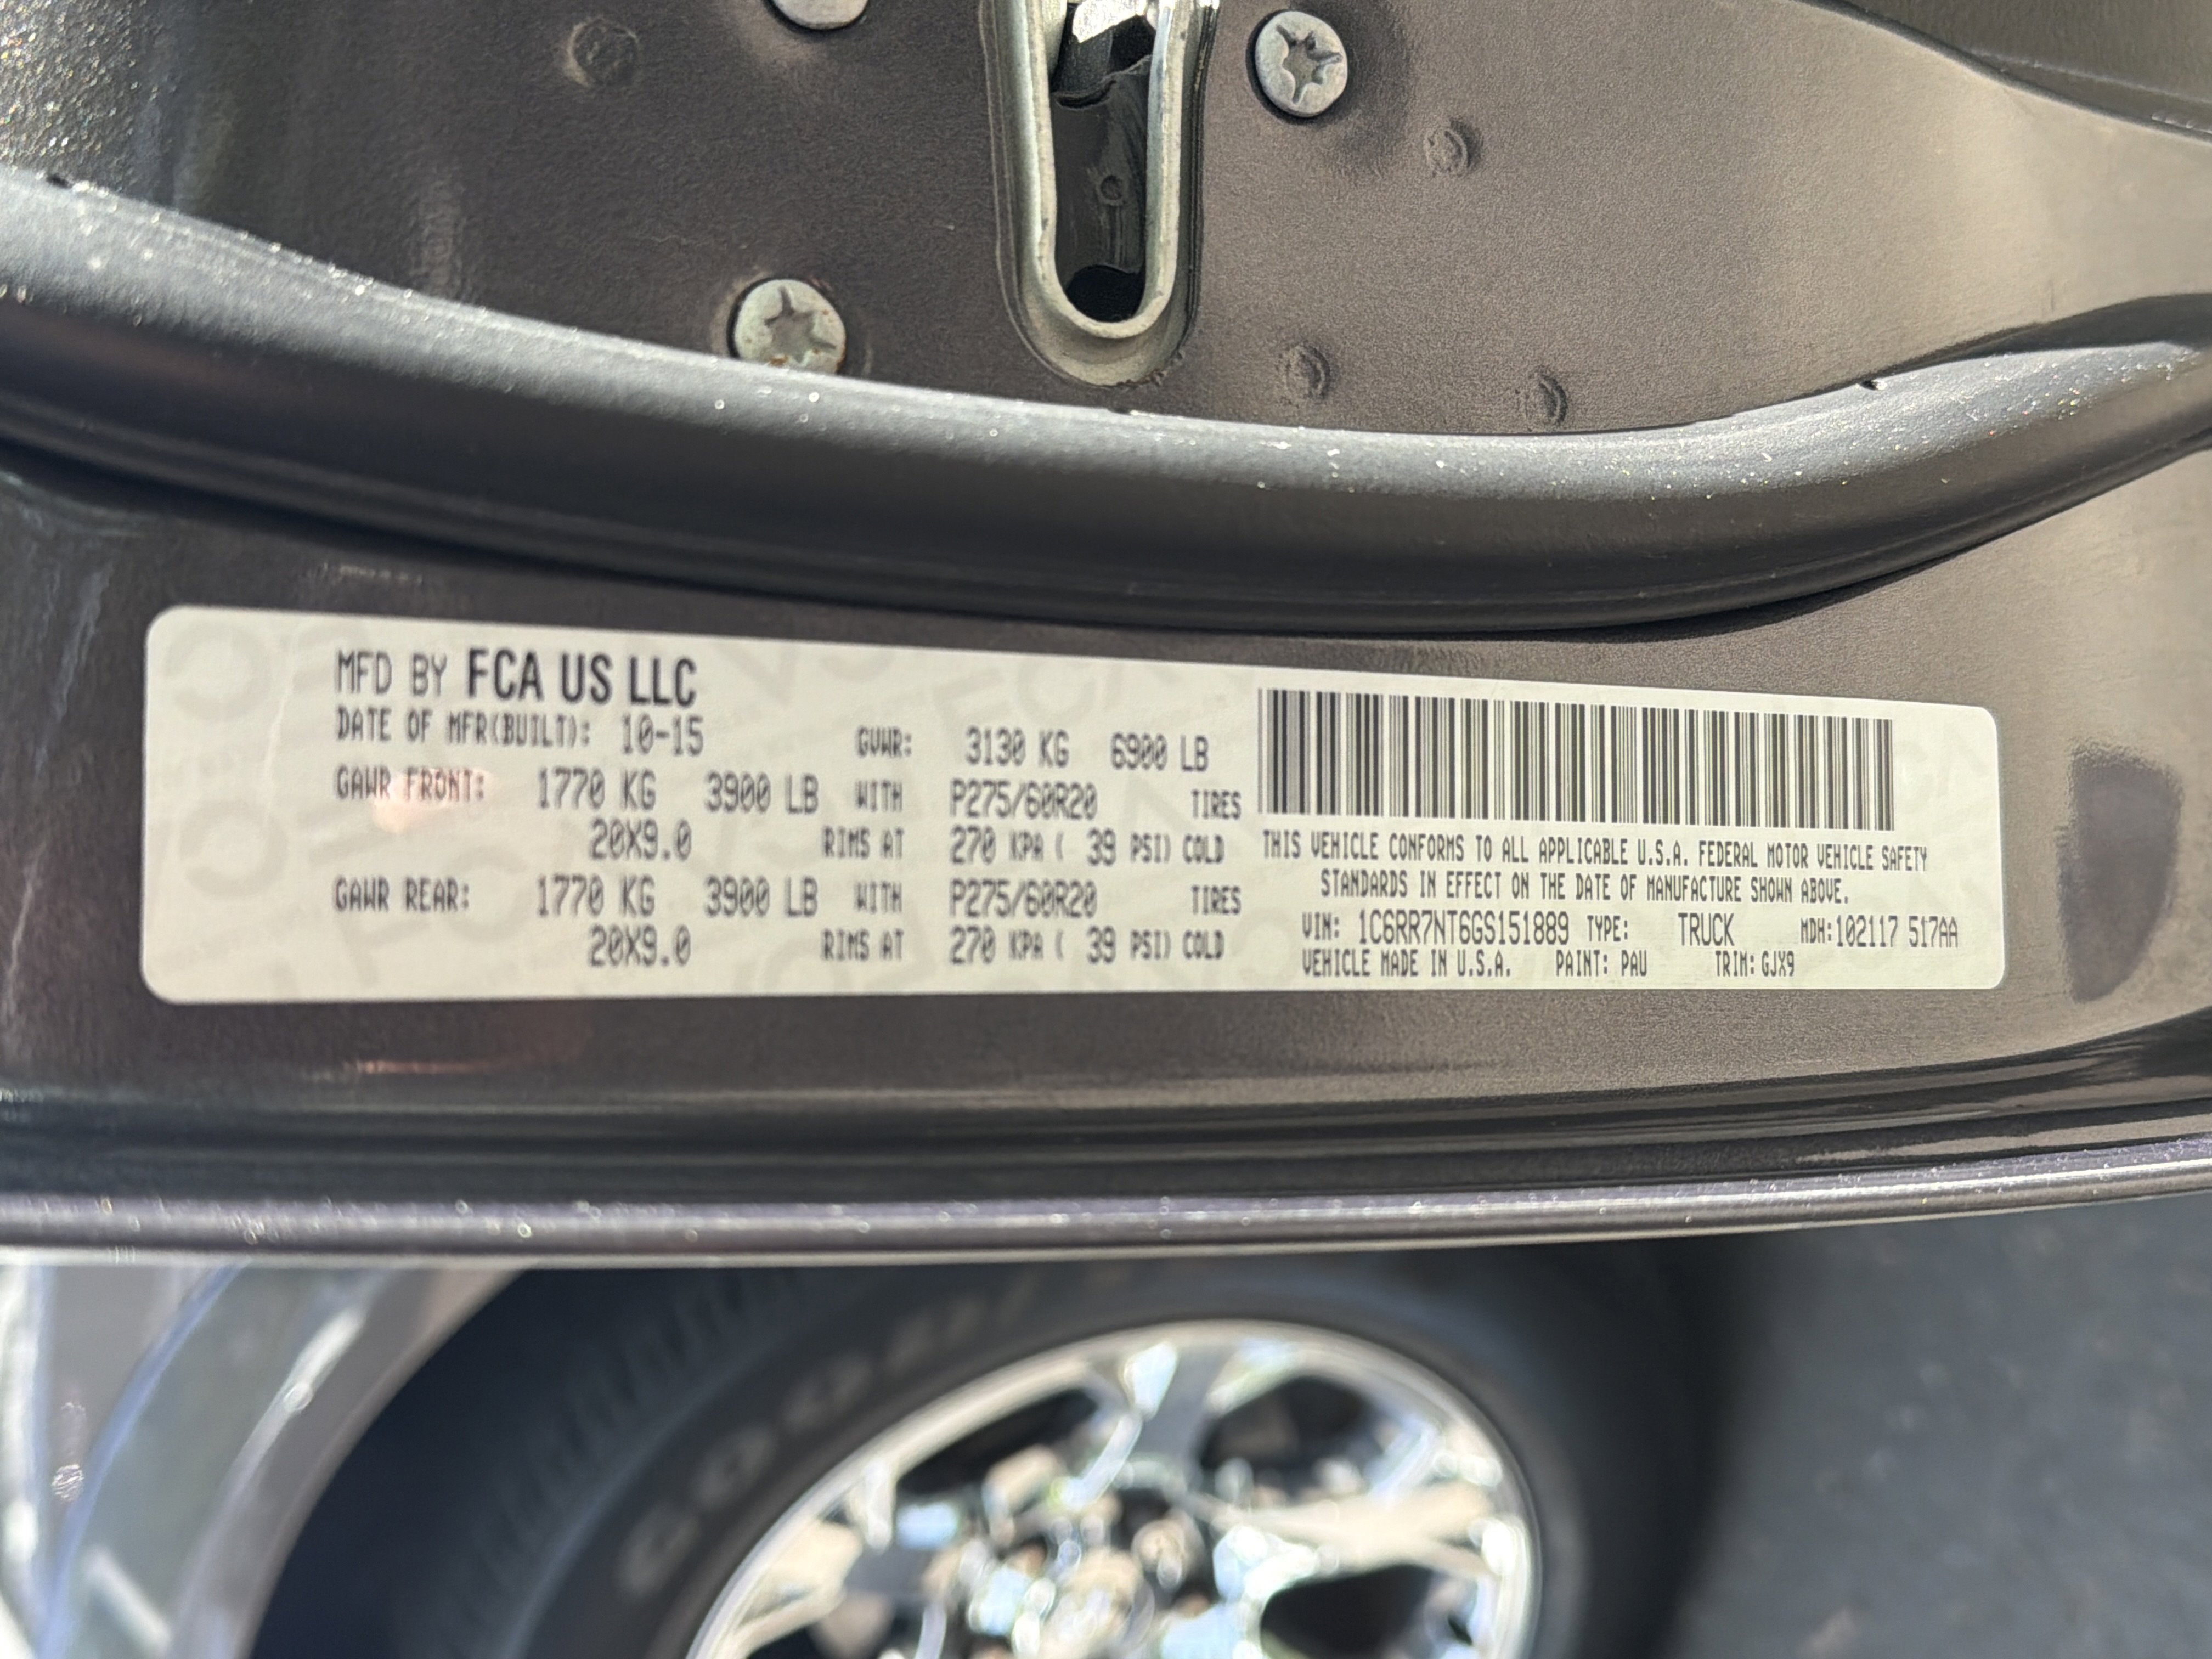 MFD BY FCA US LLC
DATE OF MFR(BUILT): 10-15 GVWR: 3130 KG 6900 LB
GAWR FRONT: 1770 KG 3900 LB WITH P275/60R20 TIRES
20X9.0 RIMS AT 270 KPA ( 39 PSI) COLD
GAWR REAR: 1770 KG 3900 LB WITH P275/60R20 TIRES
20X9.0 RIMS AT 270 KPA ( 39 PSI) COLD
THIS VEHICLE CONFORMS TO ALL APPLICABLE U.S.A. FEDERAL MOTOR VEHICLE SAFETY
STANDARDS IN EFFECT ON THE DATE OF MANUFACTURE SHOWN ABOVE.
VIN: 1C6RR7NT6GS151889 TYPE: TRUCK MDH:102117 517AA
VEHICLE MADE IN U.S.A. PAINT: PAU TRIM: GJX9